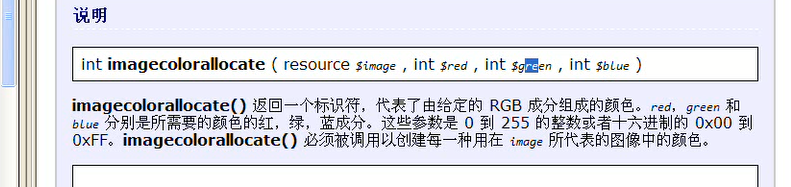 说明
int imagecolorallocate ( resource $image , int $red , int $green , int $blue )
imagecolorallocate() 返回一个标识符，代表了由给定的 RGB 成分组成的颜色。red，green 和
blue 分别是所需要的颜色的红，绿，蓝成分。这些参数是 0 到 255 的整数或者十六进制的 0x00 到
0xFF。imagecolorallocate() 必须被调用以创建每一种用在 image 所代表的图像中的颜色。